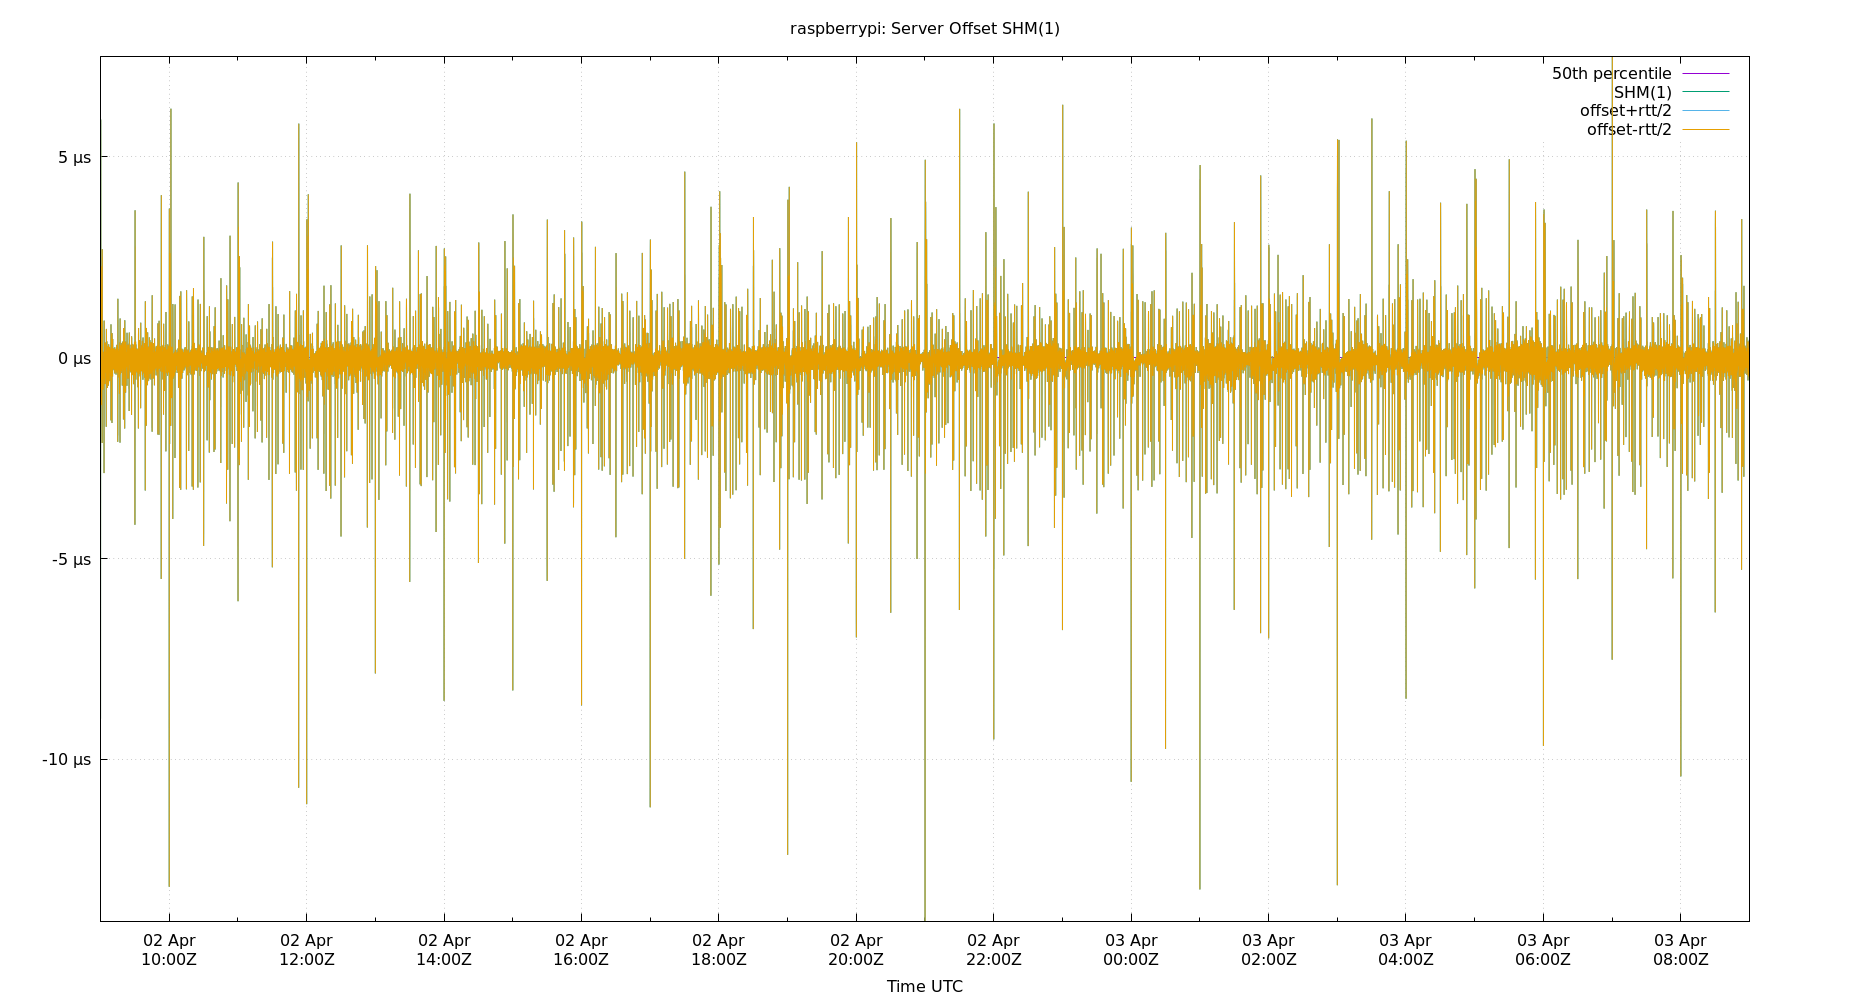 raspberrypi: Server Offset SHM(1)
50th percentile
SHM(1)
offset+rtt/2
offset-rtt/2
5 µs
0 µs
-5 µs
-10 µs
02 Apr 02 Apr 02 Apr 02 Apr 02 Apr 02 Apr 02 Apr 03 Apr 03 Apr 03 Apr 03 Apr 03 Apr
10:00Z 12:00Z 14:00Z 16:00Z 18:00Z 20:00Z 22:00Z 00:00Z 02:00Z 04:00Z 06:00Z 08:00Z
Time UTC